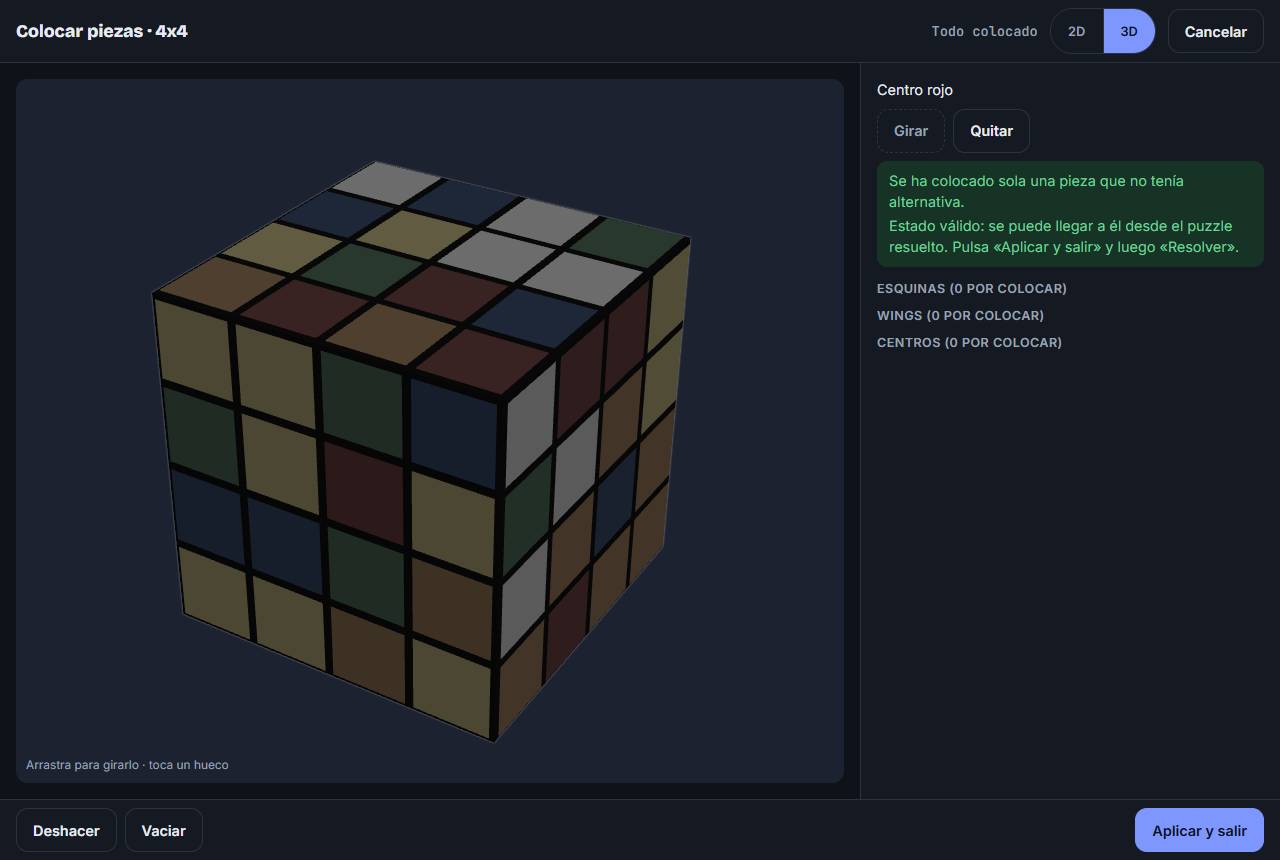 Colocar piezas · 4x4
Todo colocado
2D
3D
Cancelar
Centro rojo
Girar
Quitar
Se ha colocado sola una pieza que no tenía
alternativa.
Estado válido: se puede llegar a él desde el puzzle
resuelto. Pulsa «Aplicar y salir» y luego «Resolver».
ESQUINAS (0 POR COLOCAR)
WINGS (0 POR COLOCAR)
CENTROS (0 POR COLOCAR)
Arrastra para girarlo · toca un hueco
Deshacer
Vaciar
Aplicar y salir